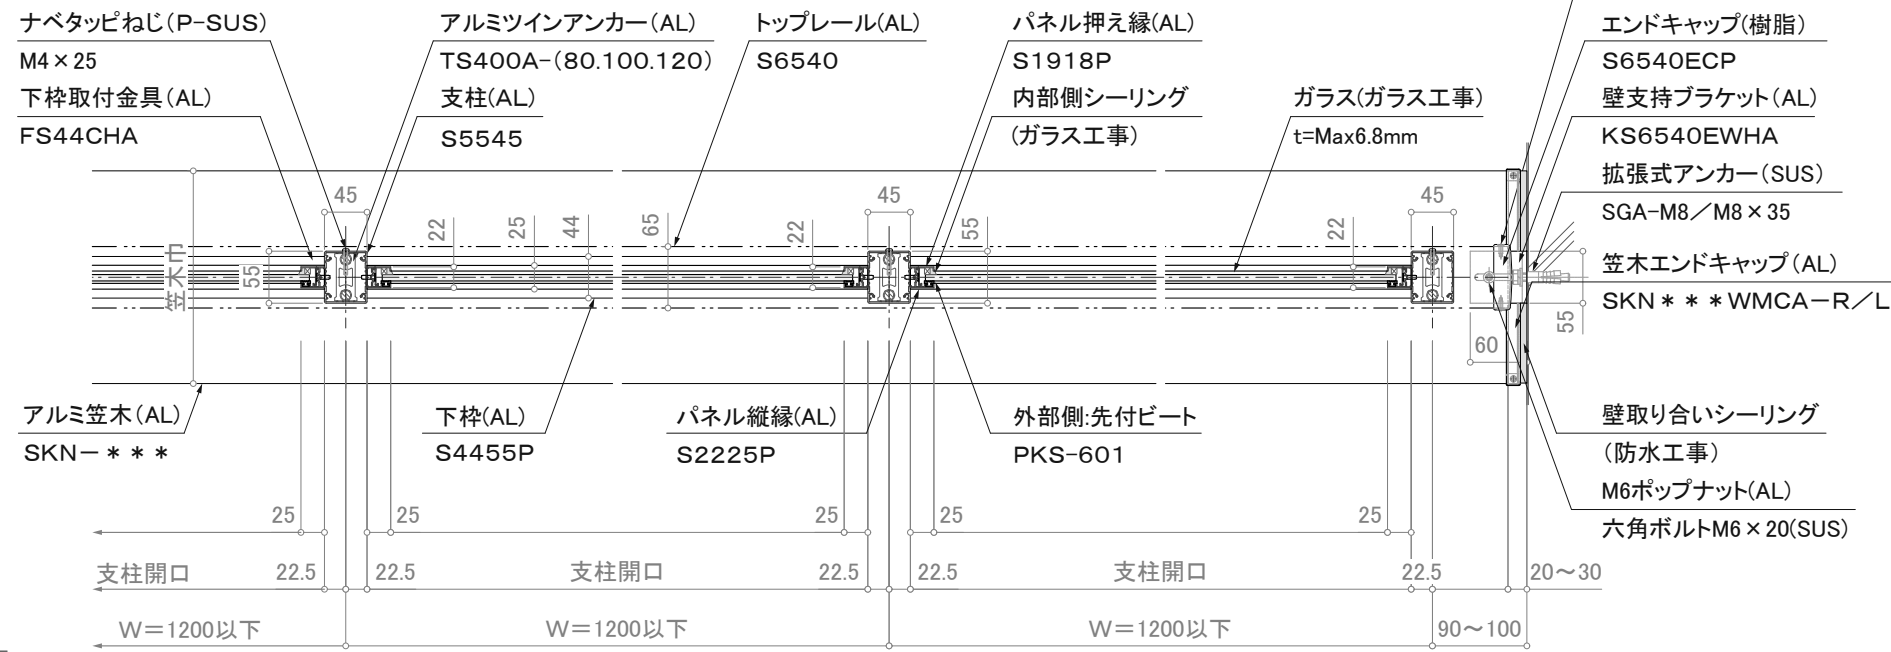 ナベタッピねじ(P-SUS)
M4×25
下枠取付金具(AL)
FS44CHA
アルミツインアンカー(AL)
TS400A-(80.100.120)
支柱(AL)
S5545
トップレール(AL)
S6540
パネル押え縁(AL)
S1918P
内部側シーリング
(ガラス工事)
ガラス(ガラス工事)
t=Max6.8mm
エンドキャップ(樹脂)
S6540ECP
壁支持ブラケット(AL)
KS6540EWHA
拡張式アンカー(SUS)
SGA-M8/M8×35
笠木エンドキャップ(AL)
SKN***WMCA-R/L
45
22
25
44
65
22
45
55
22
45
笠木巾
55
60
55
アルミ笠木(AL)
SKN-***
下枠(AL)
S4455P
パネル縦縁(AL)
S2225P
外部側:先付ビート
PKS-601
壁取り合いシーリング
(防水工事)
M6ポップナット(AL)
六角ボルトM6×20(SUS)
25
25
25
25
25
支柱開口
22.5
22.5
支柱開口
22.5
22.5
支柱開口
22.5
20~30
W=1200以下
W=1200以下
W=1200以下
90~100